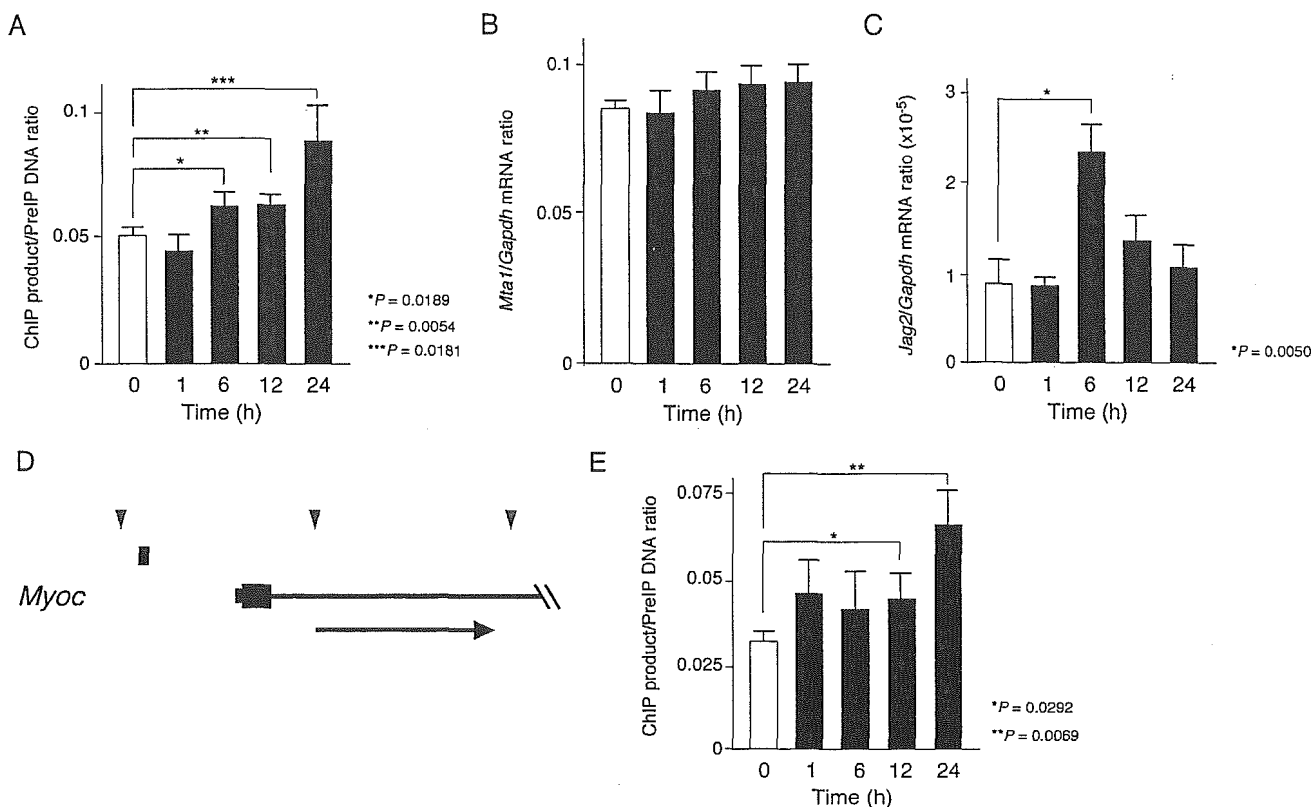 A
ChIP product/PreIP DNA ratio
0.1
0.05
0
***
**
*
0 1 6 12 24
Time (h)
*P = 0.0189
**P = 0.0054
***P = 0.0181
B
Mta1/Gapdh mRNA ratio
0.1
0.05
0
0 1 6 12 24
Time (h)
C
Jag2/Gapdh mRNA ratio (x10-5)
3
2
1
0
*
0 1 6 12 24
Time (h)
*P = 0.0050
D
Myoc
E
ChIP product/PreIP DNA ratio
0.075
0.05
0.025
0
**
*
0 1 6 12 24
Time (h)
*P = 0.0292
**P = 0.0069